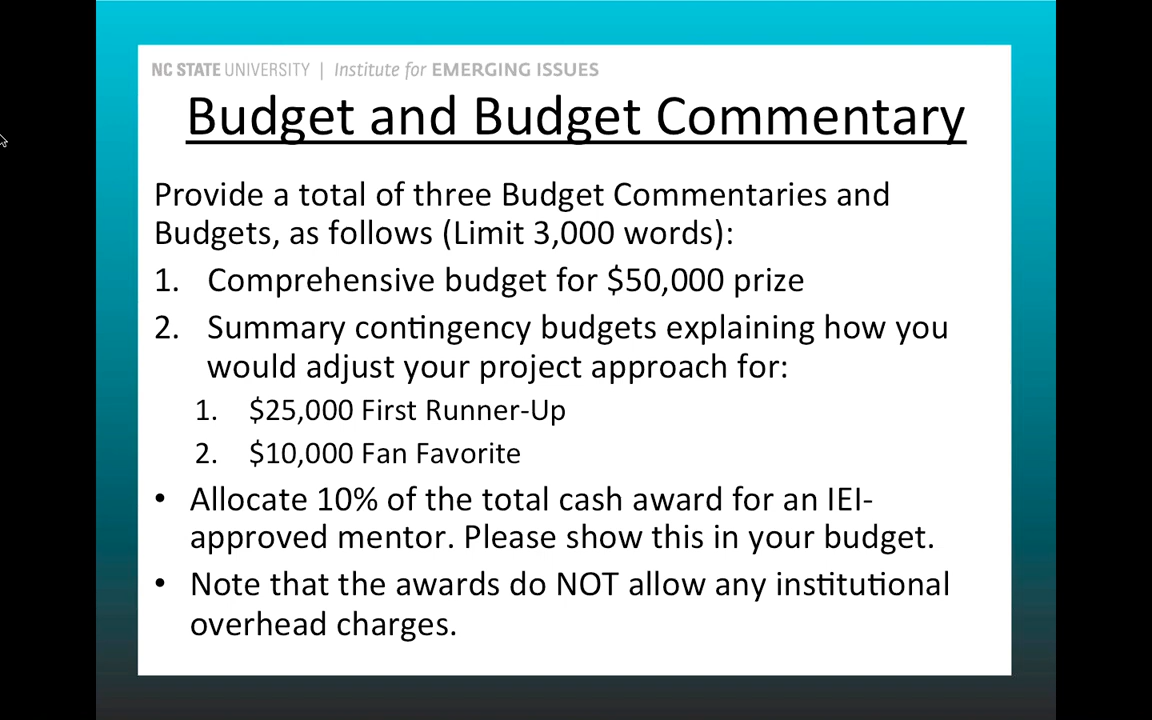 NC STATE UNIVERSITY | Institute for EMERGING ISSUES
Budget and Budget Commentary
Provide a total of three Budget Commentaries and
Budgets, as follows (Limit 3,000 words):
1. Comprehensive budget for $50,000 prize
2. Summary contingency budgets explaining how you
would adjust your project approach for:
1. $25,000 First Runner-Up
2. $10,000 Fan Favorite
• Allocate 10% of the total cash award for an IEI-
approved mentor. Please show this in your budget.
• Note that the awards do NOT allow any institutional
overhead charges.